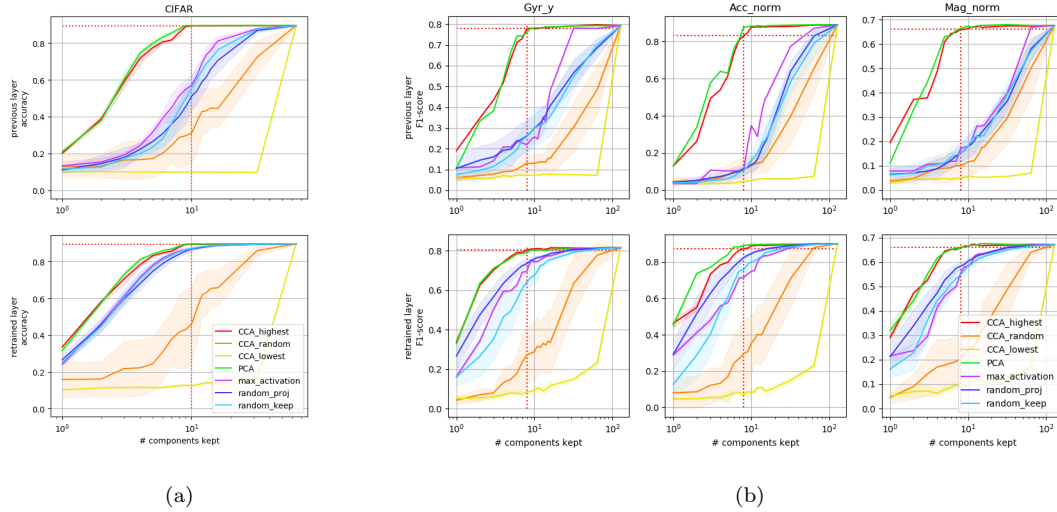 CIFAR
previous layer
accuracy
0.8
0.6
0.4
0.2
0.0
10^0
10^1
retrained layer
accuracy
0.8
0.6
0.4
0.2
0.0
CCA_highest
CCA_random
CCA_lowest
PCA
max_activation
random_proj
random_keep
10^0
10^1
# components kept
(a)
Gyr_y
previous layer
F1-score
0.8
0.7
0.6
0.5
0.4
0.3
0.2
0.1
0.0
10^0
10^1
10^2
Acc_norm
0.8
0.6
0.4
0.2
0.0
10^0
10^1
10^2
Mag_norm
0.6
0.5
0.4
0.3
0.2
0.1
0.0
10^0
10^1
10^2
retrained layer
F1-score
0.8
0.6
0.4
0.2
0.0
10^0
10^1
10^2
# components kept
0.8
0.6
0.4
0.2
0.0
10^0
10^1
10^2
# components kept
0.7
0.6
0.5
0.4
0.3
0.2
0.1
0.0
CCA_highest
CCA_random
CCA_lowest
PCA
max_activation
random_proj
random_keep
10^0
10^1
10^2
# components kept
(b)